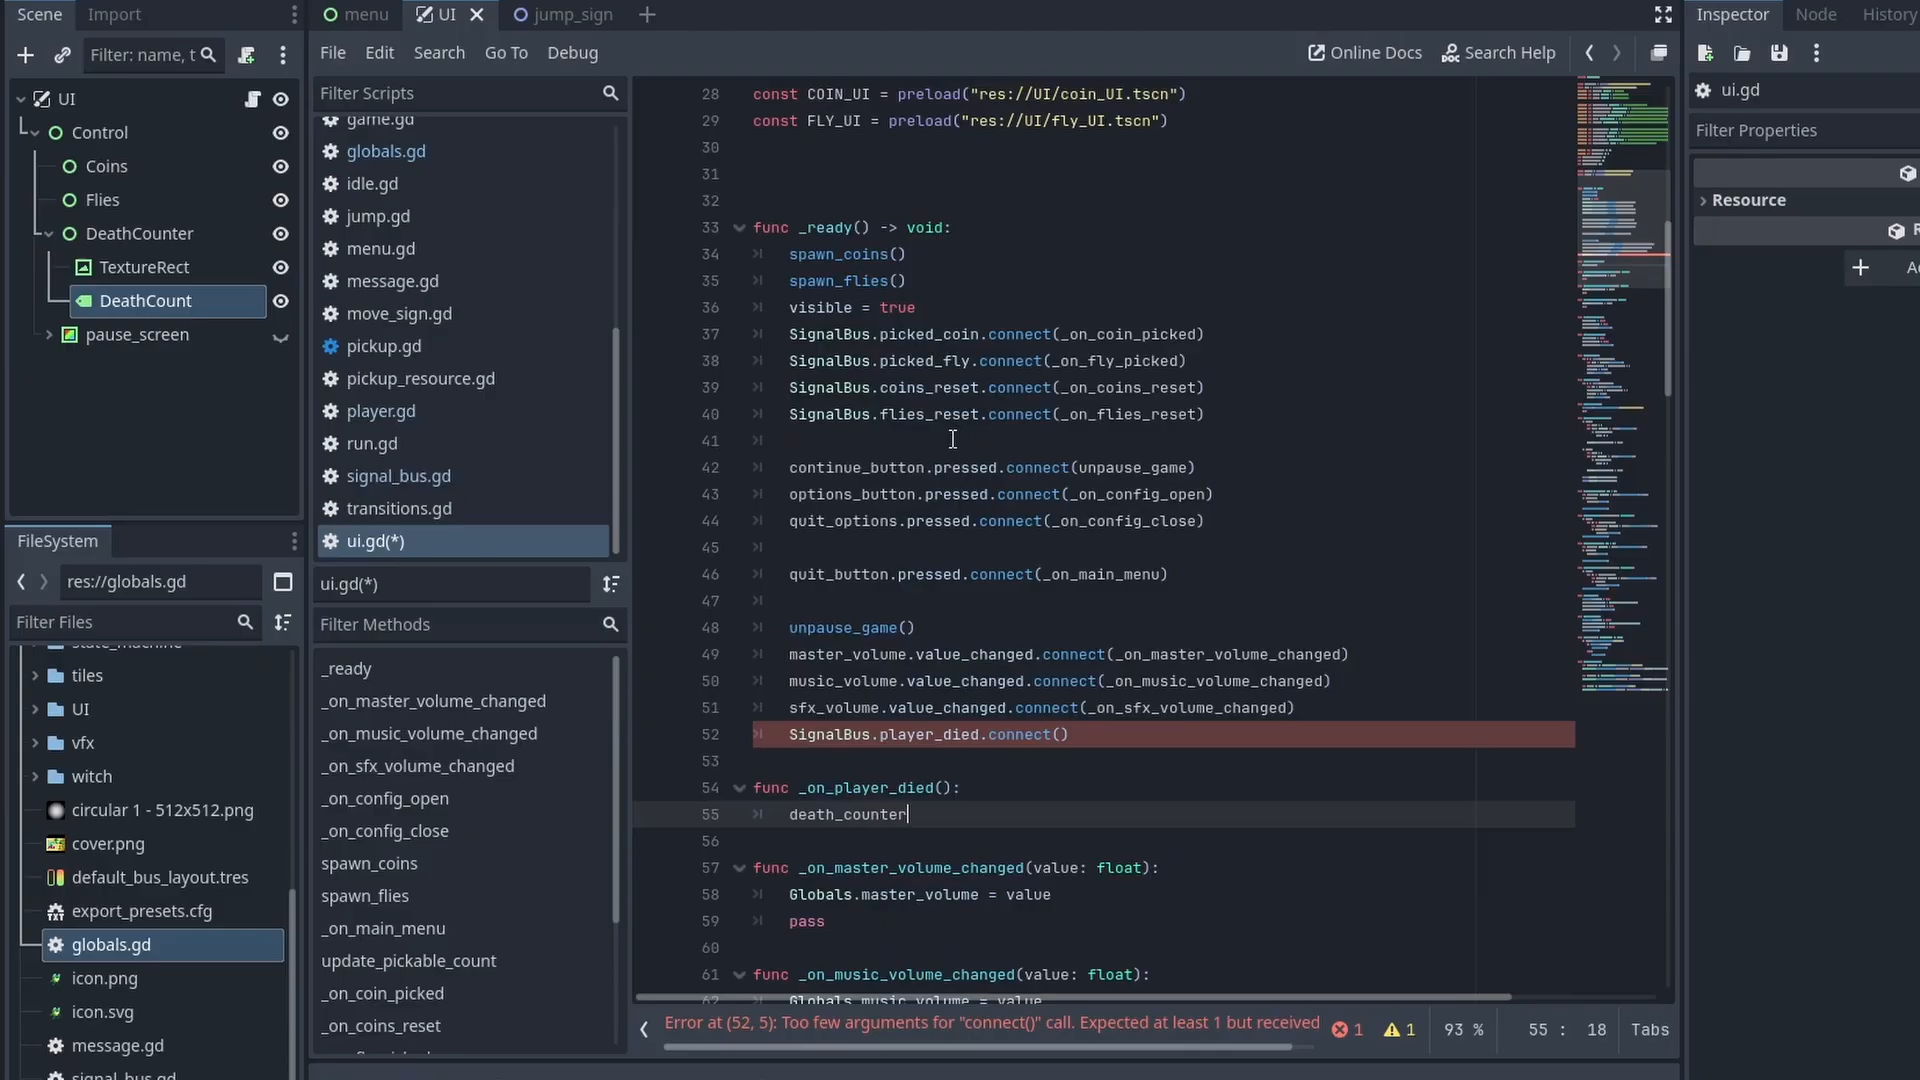 Scene
Import
Filter: name, t
UI
Control
Coins
Flies
DeathCounter
TextureRect
DeathCount
pause_screen
FileSystem
res://globals.gd
Filter Files
tiles
UI
vfx
witch
circular 1 - 512x512.png
cover.png
default_bus_layout.tres
export_presets.cfg
globals.gd
icon.png
icon.svg
message.gd
signal_bus.gd
menu
UI
jump_sign
File Edit Search Go To Debug
Online Docs
Search Help
Filter Scripts
game.gd
globals.gd
idle.gd
jump.gd
menu.gd
message.gd
move_sign.gd
pickup.gd
pickup_resource.gd
player.gd
run.gd
signal_bus.gd
transitions.gd
ui.gd(*)
ui.gd(*)
Filter Methods
_ready
_on_master_volume_changed
_on_music_volume_changed
_on_sfx_volume_changed
_on_config_open
_on_config_close
spawn_coins
spawn_flies
_on_main_menu
update_pickable_count
_on_coin_picked
_on_coins_reset
28 const COIN_UI = preload("res://UI/coin_UI.tscn")
29 const FLY_UI = preload("res://UI/fly_UI.tscn")
30
31
32
33 func _ready() -> void:
34 spawn_coins()
35 spawn_flies()
36 visible = true
37 SignalBus.picked_coin.connect(_on_coin_picked)
38 SignalBus.picked_fly.connect(_on_fly_picked)
39 SignalBus.coins_reset.connect(_on_coins_reset)
40 SignalBus.flies_reset.connect(_on_flies_reset)
41
42 continue_button.pressed.connect(unpause_game)
43 options_button.pressed.connect(_on_config_open)
44 quit_options.pressed.connect(_on_config_close)
45
46 quit_button.pressed.connect(_on_main_menu)
47
48 unpause_game()
49 master_volume.value_changed.connect(_on_master_volume_changed)
50 music_volume.value_changed.connect(_on_music_volume_changed)
51 sfx_volume.value_changed.connect(_on_sfx_volume_changed)
52 SignalBus.player_died.connect()
53
54 func _on_player_died():
55 death_counter
56
57 func _on_master_volume_changed(value: float):
58 Globals.master_volume = value
59 pass
60
61 func _on_music_volume_changed(value: float):
62 Globals.music_volume = value
Error at (52, 5): Too few arguments for "connect()" call. Expected at least 1 but received
1
1
93 %
55 : 18
Tabs
Inspector
Node
History
ui.gd
Filter Properties
Resource